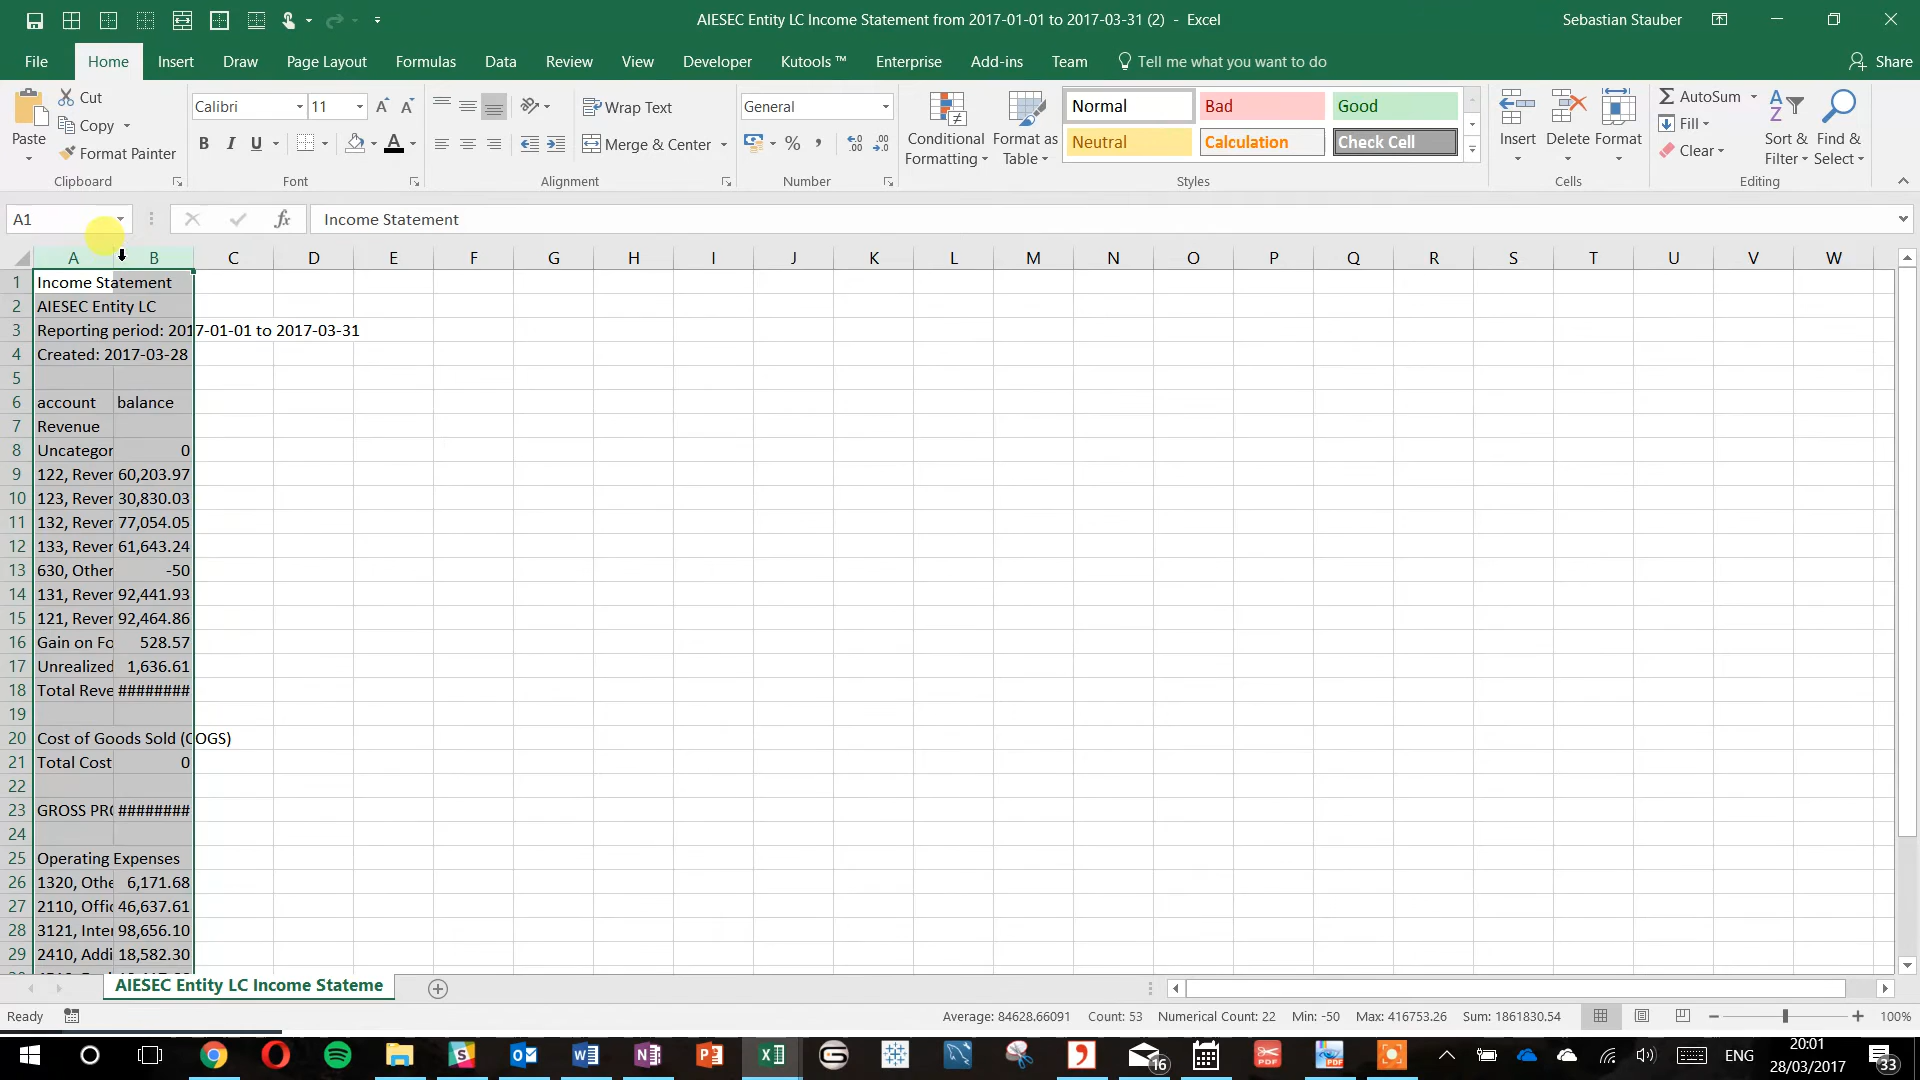 AIESEC Entity LC Income Statement from 2017-01-01 to 2017-03-31 (2) - Excel
Sebastian Stauber
File Home Insert Draw Page Layout Formulas Data Review View Developer Kutools ™ Enterprise Add-ins Team Tell me what you want to do Share
Paste
Cut
Copy
Format Painter
Clipboard
Calibri 11
B I U A
Font
Wrap Text
Merge & Center
Alignment
General
% ,
Number
Conditional Formatting
Format as Table
Normal Bad Good
Neutral Calculation Check Cell
Styles
Insert Delete Format
Cells
AutoSum
Fill
Clear
Sort & Filter
Find & Select
Editing
A1 fx Income Statement
A B C D E F G H I J K L M N O P Q R S T U V W
1 Income Statement
2 AIESEC Entity LC
3 Reporting period: 2017-01-01 to 2017-03-31
4 Created: 2017-03-28
5
6 account balance
7 Revenue
8 Uncategor 0
9 122, Rever 60,203.97
10 123, Rever 30,830.03
11 132, Rever 77,054.05
12 133, Rever 61,643.24
13 630, Other -50
14 131, Rever 92,441.93
15 121, Rever 92,464.86
16 Gain on Fo 528.57
17 Unrealized 1,636.61
18 Total Reve ########
19
20 Cost of Goods Sold (COGS)
21 Total Cost 0
22
23 GROSS PRO ########
24
25 Operating Expenses
26 1320, Othe 6,171.68
27 2110, Offic 46,637.61
28 3121, Inter 98,656.10
29 2410, Addi 18,582.30
AIESEC Entity LC Income Stateme
Ready Average: 84628.66091 Count: 53 Numerical Count: 22 Min: -50 Max: 416753.26 Sum: 1861830.54 100%
16 ENG 20:01 28/03/2017 33